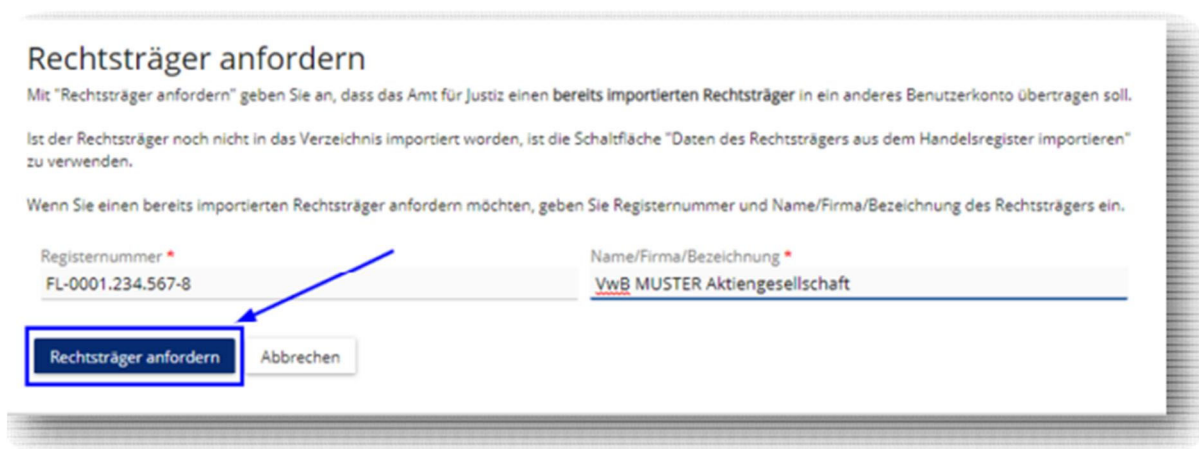 Rechtsträger anfordern
Mit "Rechtsträger anfordern" geben Sie an, dass das Amt für Justiz einen bereits importierten Rechtsträger in ein anderes Benutzerkonto übertragen soll.
Ist der Rechtsträger noch nicht in das Verzeichnis importiert worden, ist die Schaltfläche "Daten des Rechtsträgers aus dem Handelsregister importieren"
zu verwenden.
Wenn Sie einen bereits importierten Rechtsträger anfordern möchten, geben Sie Registernummer und Name/Firma/Bezeichnung des Rechtsträgers ein.
Registernummer * Name/Firma/Bezeichnung *
FL-0001.234.567-8 VwB MUSTER Aktiengesellschaft
Rechtsträger anfordern Abbrechen